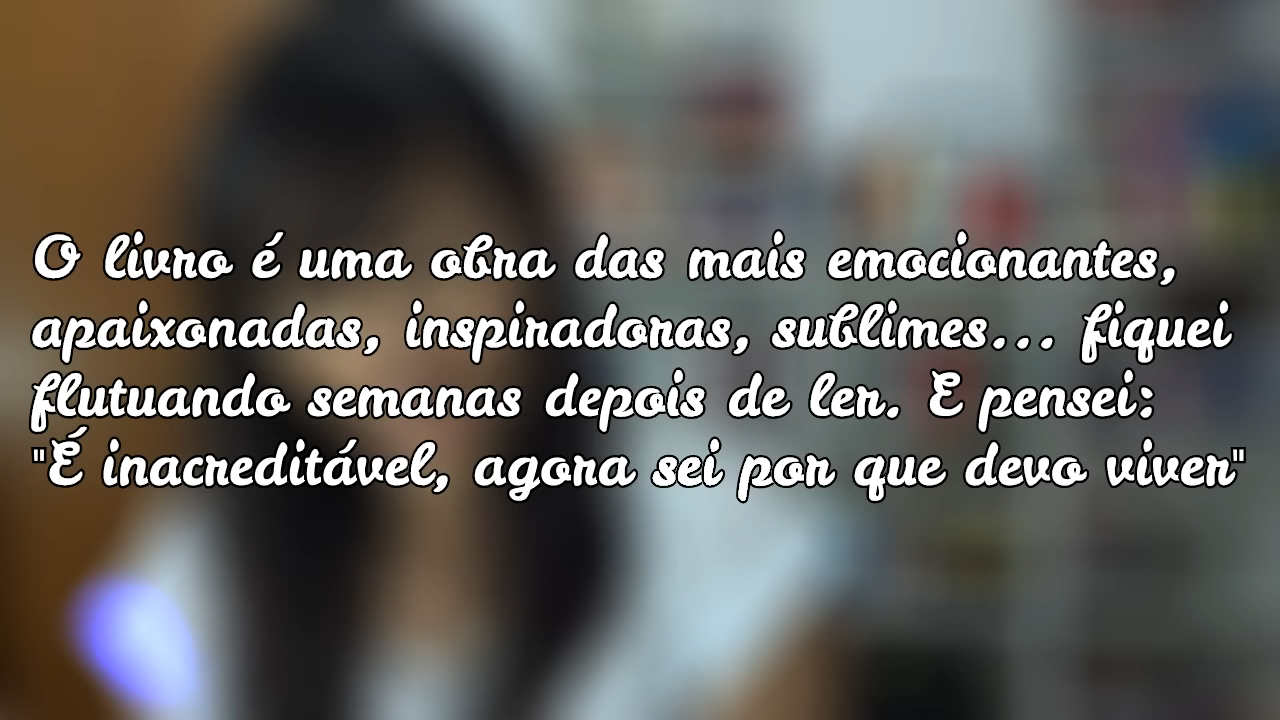 O livro é uma obra das mais emocionantes,
apaixonadas, inspiradoras, sublimes... fiquei
flutuando semanas depois de ler. E pensei:
"É inacreditável, agora sei por que devo viver"